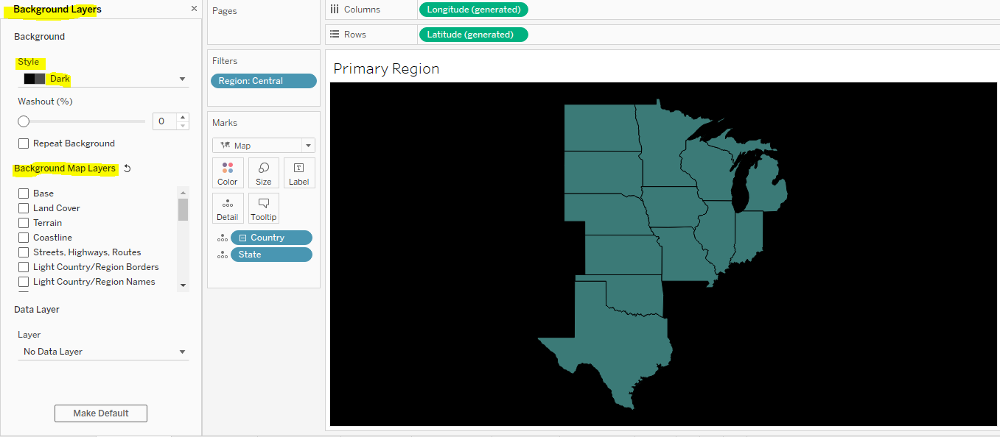 Background Layers
Background
Style
Dark
Washout (%)
0
Repeat Background
Background Map Layers
Base
Land Cover
Terrain
Coastline
Streets, Highways, Routes
Light Country/Region Borders
Light Country/Region Names
Data Layer
Layer
No Data Layer
Make Default
Pages
Filters
Region: Central
Marks
Map
Color
Size
Label
Detail
Tooltip
Country
State
Columns
Longitude (generated)
Rows
Latitude (generated)
Primary Region